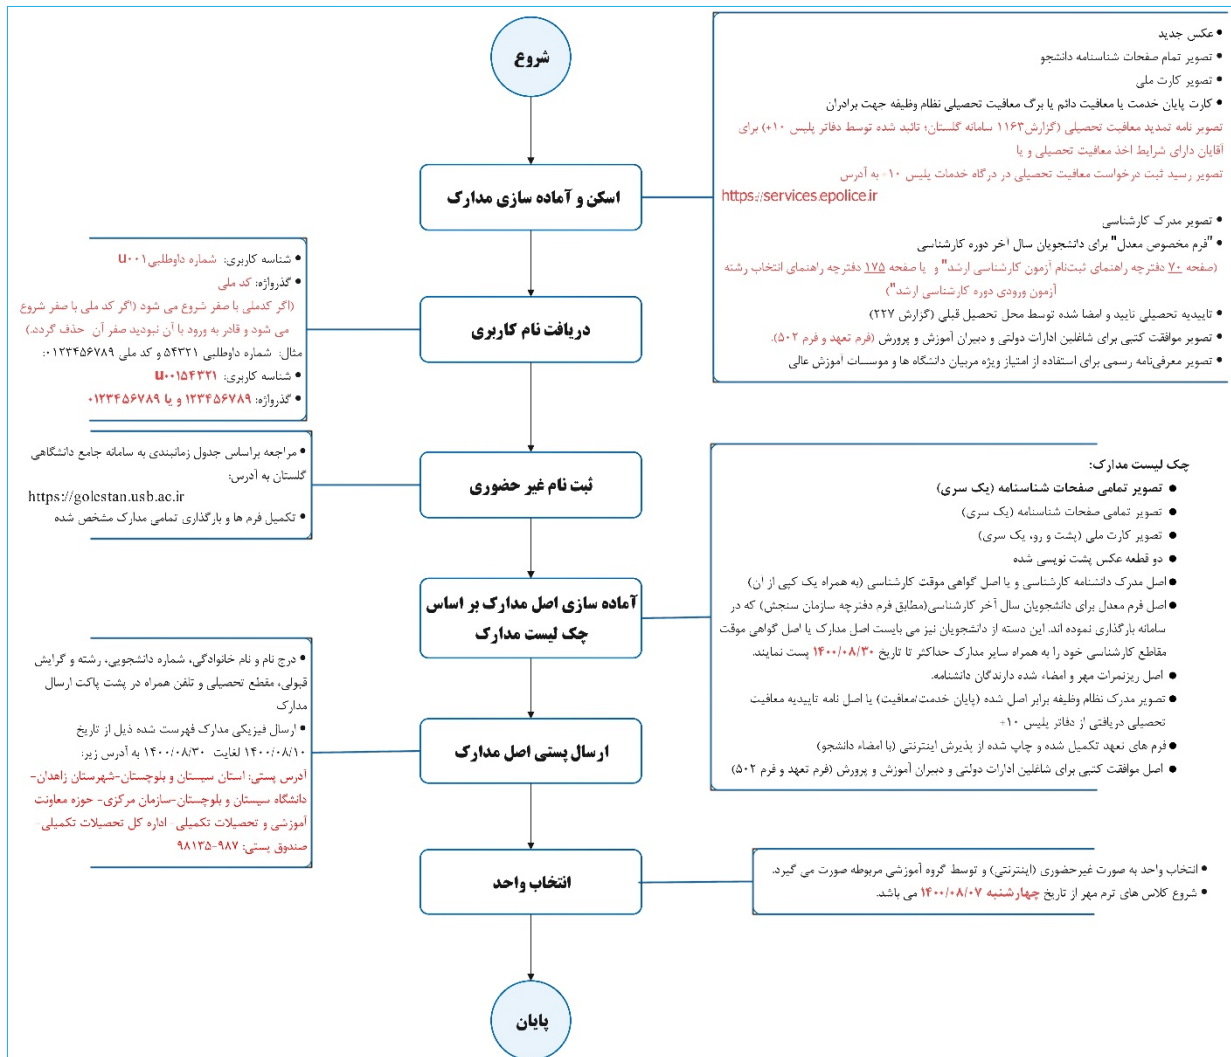 شروع
● عکس جدید
● تصویر تمام صفحات شناسنامه دانشجو
● تصویر کارت ملی
● کارت پایان خدمت یا معافیت دائم یا برگ معافیت تحصیلی نظام وظیفه جهت برادران
تصویر نامه تمدید معافیت تحصیلی (گزارش۱۱۶۳ سامانه گلستان؛ تائید شده توسط دفاتر پلیس ۱۰+) برای
آقایان دارای شرایط اخذ معافیت تحصیلی و یا
تصویر رسید ثبت درخواست معافیت تحصیلی در درگاه خدمات پلیس ۱۰+ به آدرس
https://services.epolice.ir
● تصویر مدرک کارشناسی
● "فرم مخصوص معدل" برای دانشجویان سال آخر دوره کارشناسی
(صفحه ۷۰ دفترچه راهنمای ثبت‌نام آزمون کارشناسی ارشد" و یا صفحه ۱۷۵ دفترچه راهنمای انتخاب رشته
آزمون ورودی دوره کارشناسی ارشد")
● تاییدیه تحصیلی تایید و امضا شده توسط محل تحصیل قبلی (گزارش ۲۲۷)
● تصویر موافقت کتبی برای شاغلین ادارات دولتی و دبیران آموزش و پرورش (فرم تعهد و فرم ۵۰۲).
● تصویر معرفی‌نامه رسمی برای استفاده از امتیاز ویژه مربیان دانشگاه ها و موسسات آموزش عالی
اسکن و آماده سازی مدارک
● شناسه کاربری: شماره داوطلبی۰۰۱u
● گذرواژه: کد ملی
(اگر کدملی با صفر شروع می شود (اگر کد ملی با صفر شروع
می شود و قادر به ورود با آن نبودید صفر آن حذف گردد.)
مثال: شماره داوطلبی ۵۴۳۲۱ و کد ملی ۰۱۲۳۴۵۶۷۸۹:
● شناسه کاربری: u۰۰۱۵۴۳۲۱
● گذرواژه: ۱۲۳۴۵۶۷۸۹ و یا ۰۱۲۳۴۵۶۷۸۹
دریافت نام کاربری
● مراجعه براساس جدول زمانبندی به سامانه جامع دانشگاهی
گلستان به آدرس:
https://golestan.usb.ac.ir
● تکمیل فرم ها و بارگذاری تمامی مدارک مشخص شده
ثبت نام غیر حضوری
چک لیست مدارک:
● تصویر تمامی صفحات شناسنامه (یک سری)
● تصویر تمامی صفحات شناسنامه (یک سری)
● تصویر کارت ملی (پشت و رو، یک سری)
● دو قطعه عکس پشت نویسی شده
● اصل مدرک دانشنامه کارشناسی و یا اصل گواهی موقت کارشناسی (به همراه یک کپی از آن)
● اصل فرم معدل برای دانشجویان سال آخر کارشناسی(مطابق فرم دفترچه سازمان سنجش) که در
سامانه بارگذاری نموده اند. این دسته از دانشجویان نیز می بایست اصل مدارک یا اصل گواهی موقت
مقاطع کارشناسی خود را به همراه سایر مدارک حداکثر تا تاریخ ۱۴۰۰/۰۸/۳۰ پست نمایند.
● اصل ریزنمرات مهر و امضاء شده دارندگان دانشنامه.
● تصویر مدرک نظام وظیفه برابر اصل شده (پایان خدمت/معافیت) یا اصل نامه تاییدیه معافیت
تحصیلی دریافتی از دفاتر پلیس ۱۰+
● فرم های تعهد تکمیل شده و چاپ شده از پذیرش اینترنتی (با امضاء دانشجو)
● اصل موافقت کتبی برای شاغلین ادارات دولتی و دبیران آموزش و پرورش (فرم تعهد و فرم ۵۰۲)
آماده سازی اصل مدارک بر اساس
چک لیست مدارک
● درج نام و نام خانوادگی، شماره دانشجویی، رشته و گرایش
قبولی، مقطع تحصیلی و تلفن همراه در پشت پاکت ارسال
مدارک
● ارسال فیزیکی مدارک فهرست شده ذیل از تاریخ
۱۴۰۰/۰۸/۱۰ لغایت ۱۴۰۰/۰۸/۳۰ به آدرس زیر:
آدرس پستی: استان سیستان و بلوچستان-شهرستان زاهدان-
دانشگاه سیستان و بلوچستان-سازمان مرکزی- حوزه معاونت
آموزشی و تحصیلات تکمیلی- اداره کل تحصیلات تکمیلی-
صندوق پستی: ۹۸۷-۹۸۱۳۵
ارسال پستی اصل مدارک
انتخاب واحد
● انتخاب واحد به صورت غیرحضوری (اینترنتی) و توسط گروه آموزشی مربوطه صورت می گیرد.
● شروع کلاس های ترم مهر از تاریخ چهارشنبه ۱۴۰۰/۰۸/۰۷ می باشد.
پایان